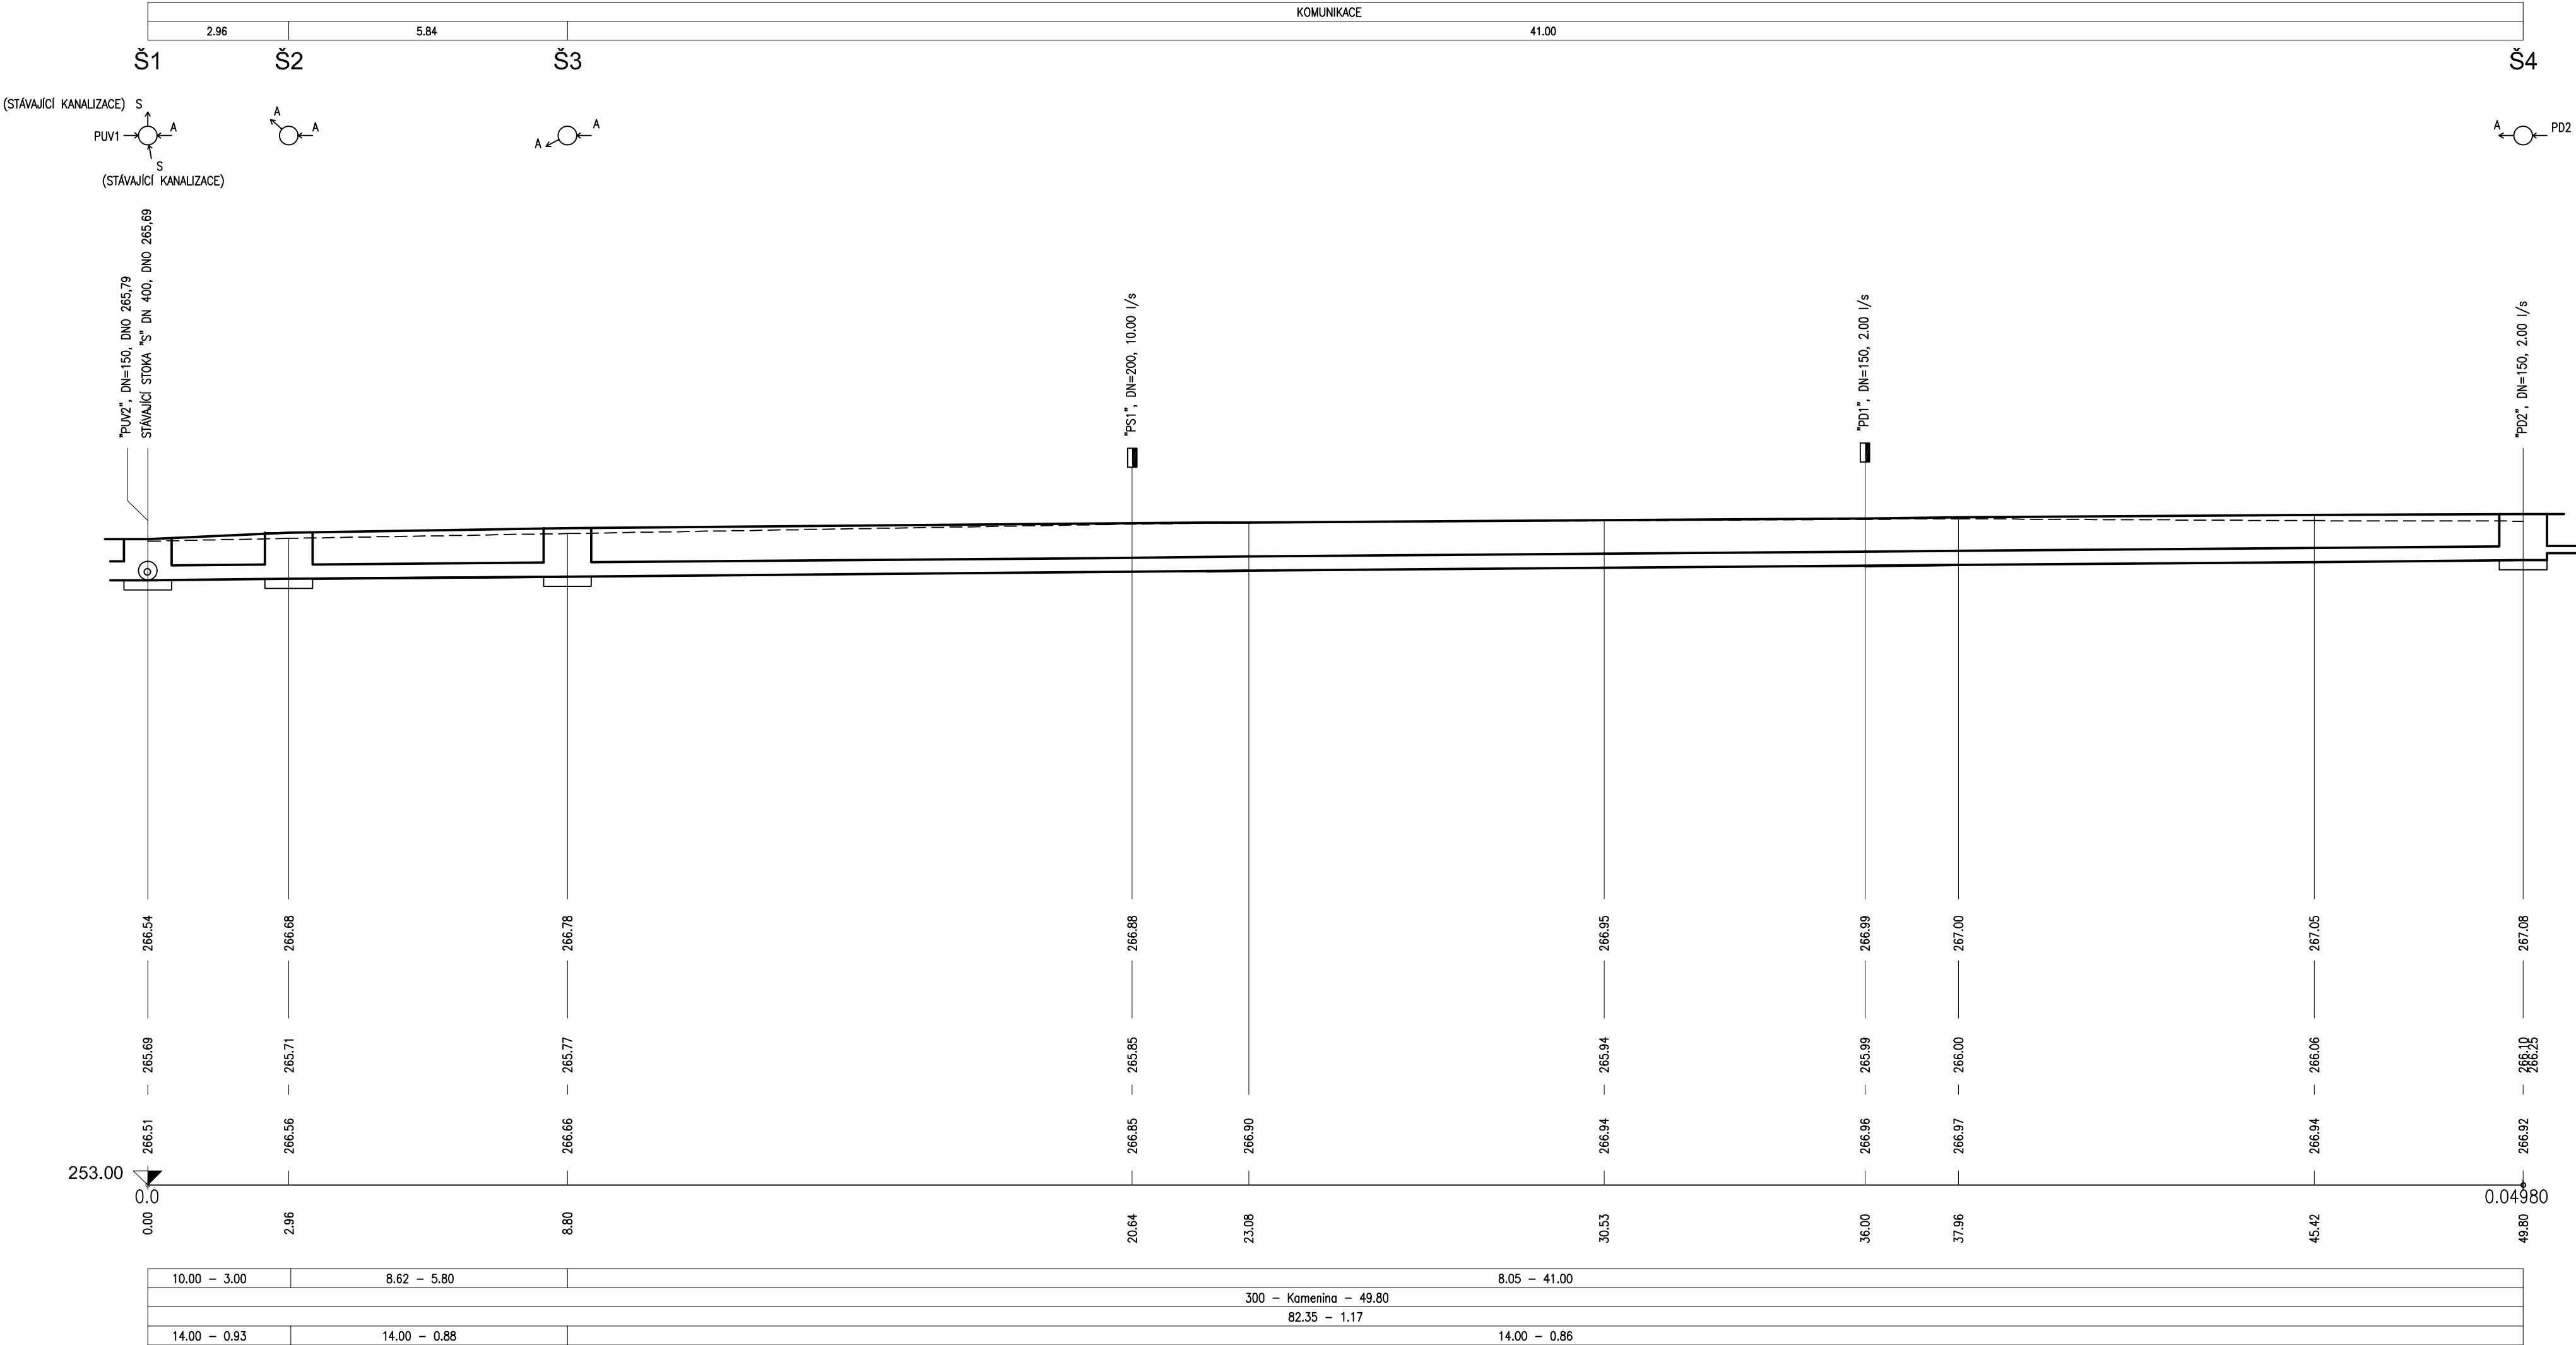 KOMUNIKACE
2.96 5.84 41.00
Š1 Š2 Š3 Š4
(STÁVAJÍCÍ KANALIZACE) S
PUV1 A
S
(STÁVAJÍCÍ KANALIZACE)
A A
A A
A PD2
"PUV2", DN=150, DNO 265,79
STÁVAJÍCÍ STOKA "S" DN 400, DNO 265,69
"PS1", DN=200, 10.00 l/s
"PD1", DN=150, 2.00 l/s
"PD2", DN=150, 2.00 l/s
266.54 266.68 266.78 266.88 266.95 266.99 267.00 267.05 267.08
265.69 265.71 265.77 265.85 265.94 265.99 266.00 266.06 266.10
266.25
266.51 266.56 266.66 266.85 266.90 266.94 266.96 266.97 266.94 266.92
253.00
0.0 0.04980
0.00 2.96 8.80 20.64 23.08 30.53 36.00 37.96 45.42 49.80
10.00 – 3.00 8.62 – 5.80 8.05 – 41.00
300 – Kamenina – 49.80
82.35 – 1.17
14.00 – 0.93 14.00 – 0.88 14.00 – 0.86